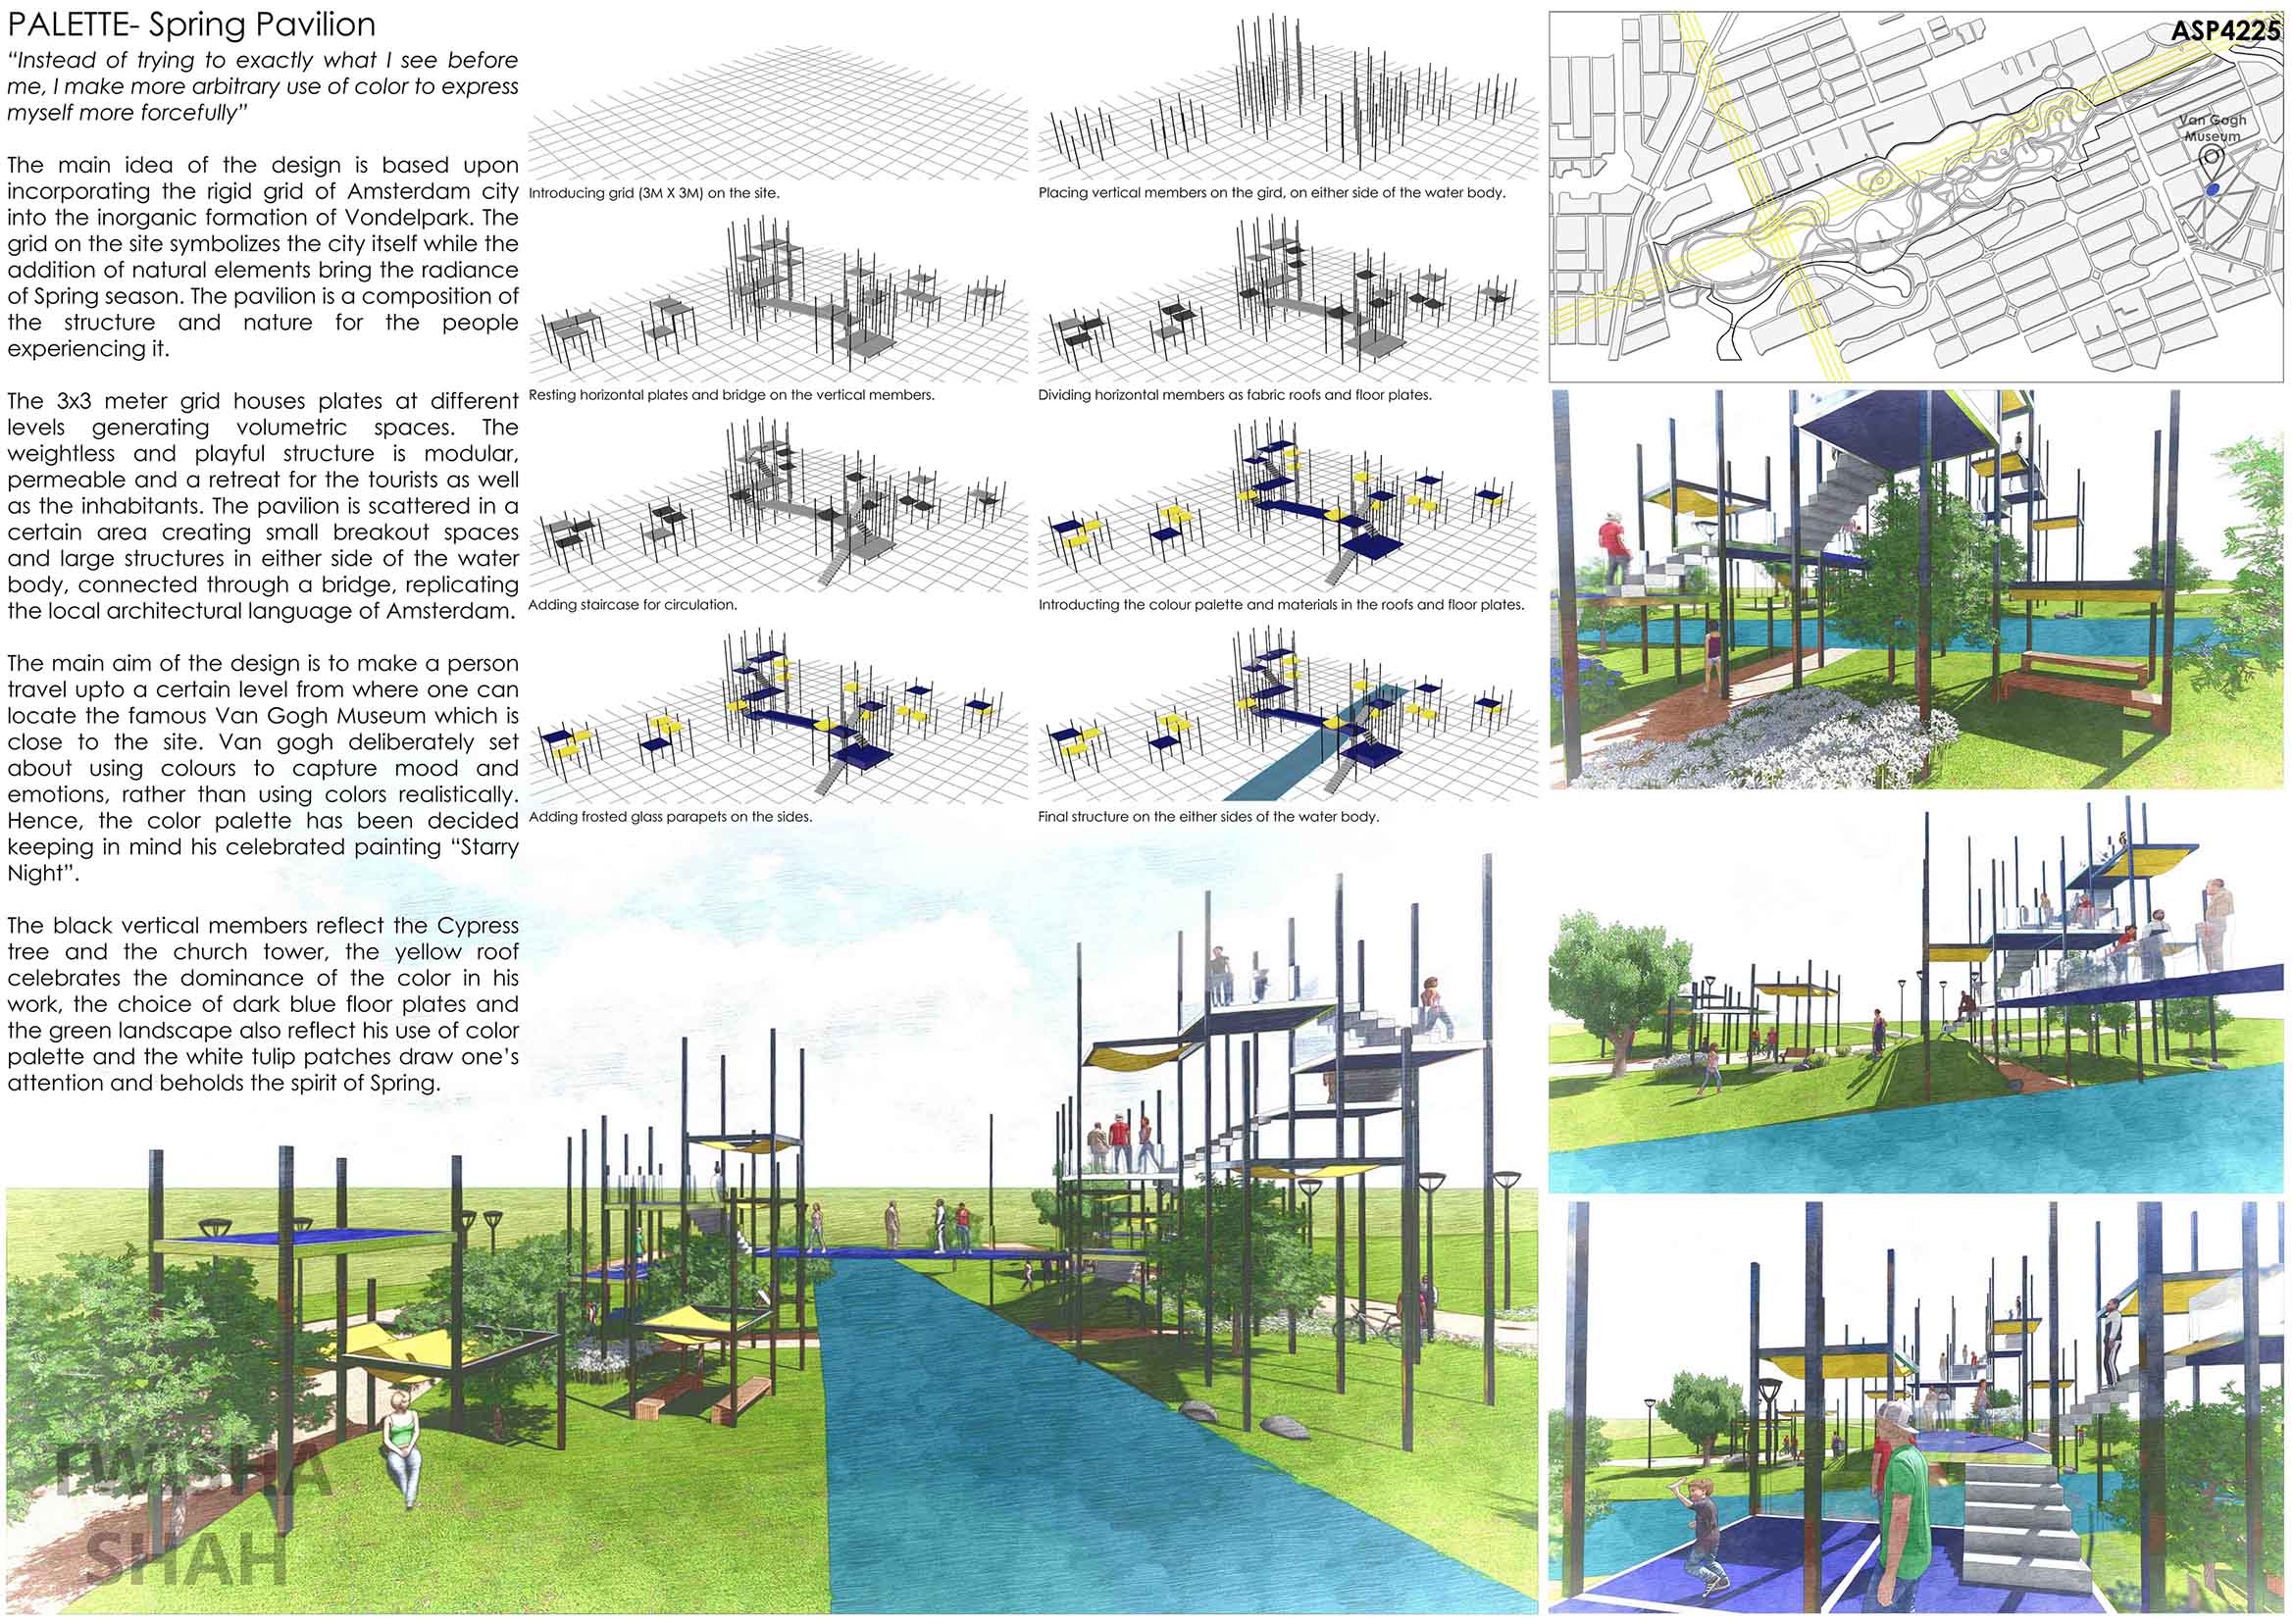 PALETTE- Spring Pavilion
“Instead of trying to exactly what I see before
me, I make more arbitrary use of color to express
myself more forcefully”
The main idea of the design is based upon
incorporating the rigid grid of Amsterdam city
into the inorganic formation of Vondelpark. The
grid on the site symbolizes the city itself while the
addition of natural elements bring the radiance
of Spring season. The pavilion is a composition of
the structure and nature for the people
experiencing it.
The 3x3 meter grid houses plates at different
levels generating volumetric spaces. The
weightless and playful structure is modular,
permeable and a retreat for the tourists as well
as the inhabitants. The pavilion is scattered in a
certain area creating small breakout spaces
and large structures in either side of the water
body, connected through a bridge, replicating
the local architectural language of Amsterdam.
The main aim of the design is to make a person
travel upto a certain level from where one can
locate the famous Van Gogh Museum which is
close to the site. Van gogh deliberately set
about using colours to capture mood and
emotions, rather than using colors realistically.
Hence, the color palette has been decided
keeping in mind his celebrated painting “Starry
Night”.
The black vertical members reflect the Cypress
tree and the church tower, the yellow roof
celebrates the dominance of the color in his
work, the choice of dark blue floor plates and
the green landscape also reflect his use of color
palette and the white tulip patches draw one’s
attention and beholds the spirit of Spring.
Introducing grid (3M X 3M) on the site.
Placing vertical members on the gird, on either side of the water body.
Resting horizontal plates and bridge on the vertical members.
Dividing horizontal members as fabric roofs and floor plates.
Adding staircase for circulation.
Introducting the colour palette and materials in the roofs and floor plates.
Adding frosted glass parapets on the sides.
Final structure on the either sides of the water body.
ASP4225
Van Gogh
Museum
TWISHA
SHAH